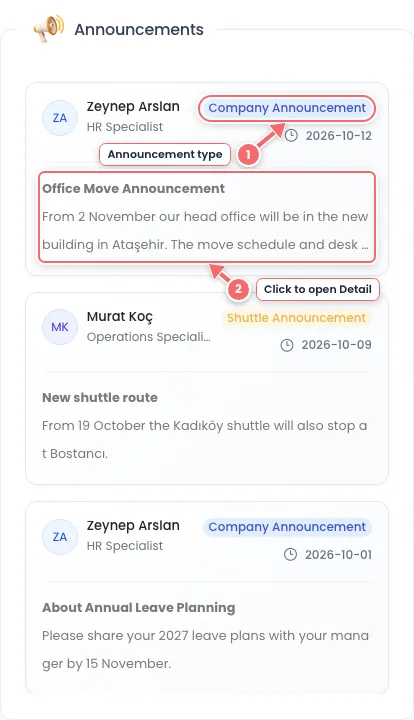 Announcements
ZA
Zeynep Arslan
HR Specialist
Company Announcement
2026-10-12
Announcement type
1
Office Move Announcement
From 2 November our head office will be in the new
building in Ataşehir. The move schedule and desk ...
2
Click to open Detail
MK
Murat Koç
Operations Speciali...
Shuttle Announcement
2026-10-09
New shuttle route
From 19 October the Kadıköy shuttle will also stop a
t Bostancı.
ZA
Zeynep Arslan
HR Specialist
Company Announcement
2026-10-01
About Annual Leave Planning
Please share your 2027 leave plans with your mana
ger by 15 November.